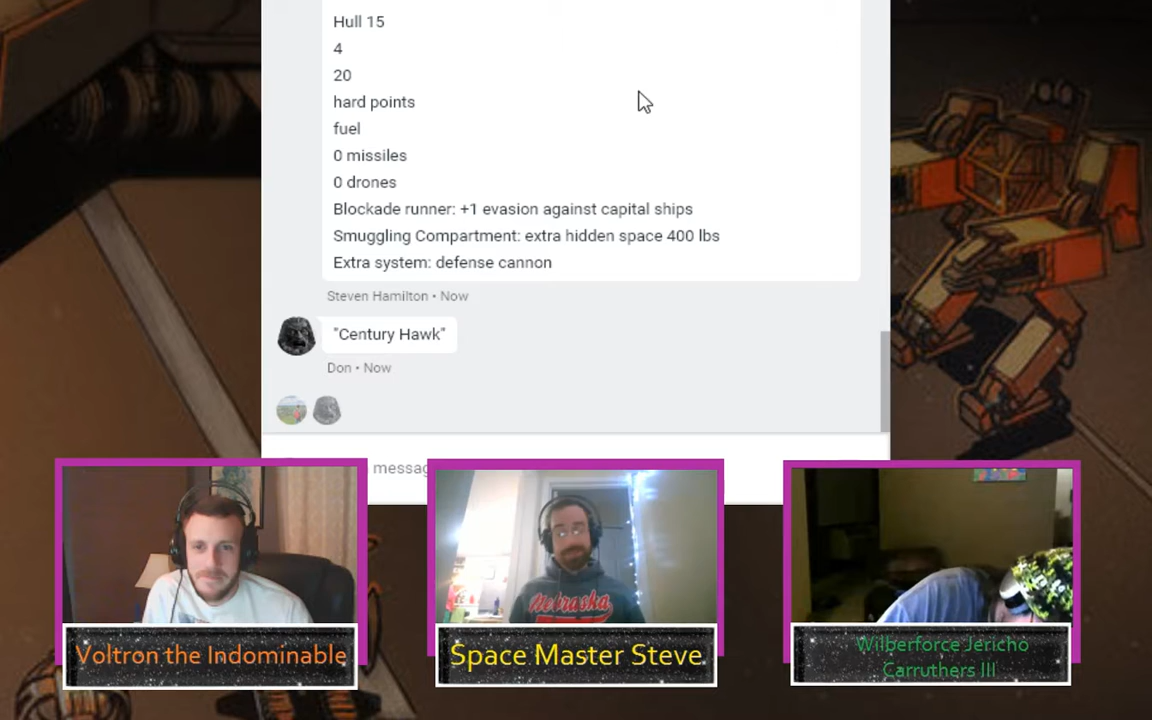 Hull 15
4
20
hard points
fuel
0 missiles
0 drones
Blockade runner: +1 evasion against capital ships
Smuggling Compartment: extra hidden space 400 lbs
Extra system: defense cannon
Steven Hamilton • Now
"Century Hawk"
Don • Now
messag
Nebraska
Voltron the Indominable
Space Master Steve
Wilberforce Jericho
Carruthers III